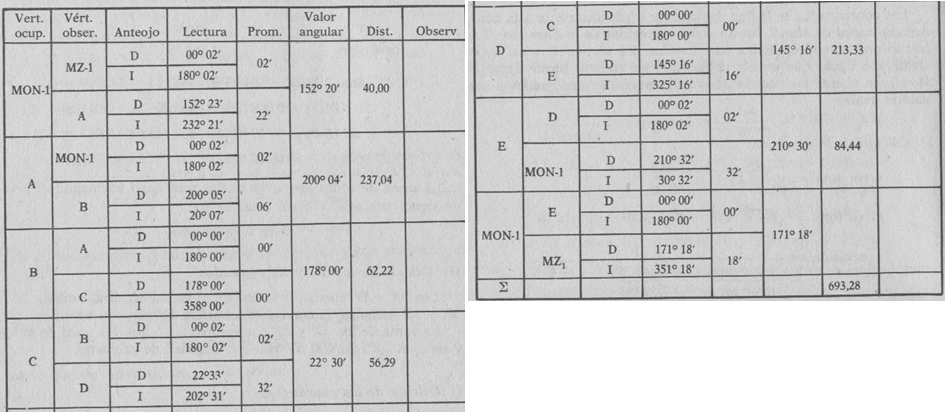 Vert. Vért. Valor
ocup. obser. Anteojo Lectura Prom. angular Dist. Observ
D 00° 02'
MZ-1 02'
I 180° 02'
MON-1 152° 20' 40,00
D 152° 23'
A 22'
I 232° 21'
D 00° 02'
MON-1 02'
I 180° 02'
A 200° 04' 237,04
D 200° 05'
B 06'
I 20° 07'
A D 00° 00'
00'
I 180° 00'
B 178° 00' 62,22
D 178° 00'
C 00'
I 358° 00'
D 00° 02'
B 02'
I 180° 02'
C 22° 30' 56,29
D 22°33'
D 32'
I 202° 31'
D 00° 00'
C
I 180° 00'
D 145° 16' 213,33
D 145° 16'
E 16'
I 325° 16'
D 00° 02'
D 02'
I 180° 02'
E 210° 30' 84,44
D 210° 32'
MON-1 32'
I 30° 32'
E D 00° 00'
00'
I 180° 00'
MON-1 171° 18'
D 171° 18'
MZ1 18'
I 351° 18'
Σ 693,28